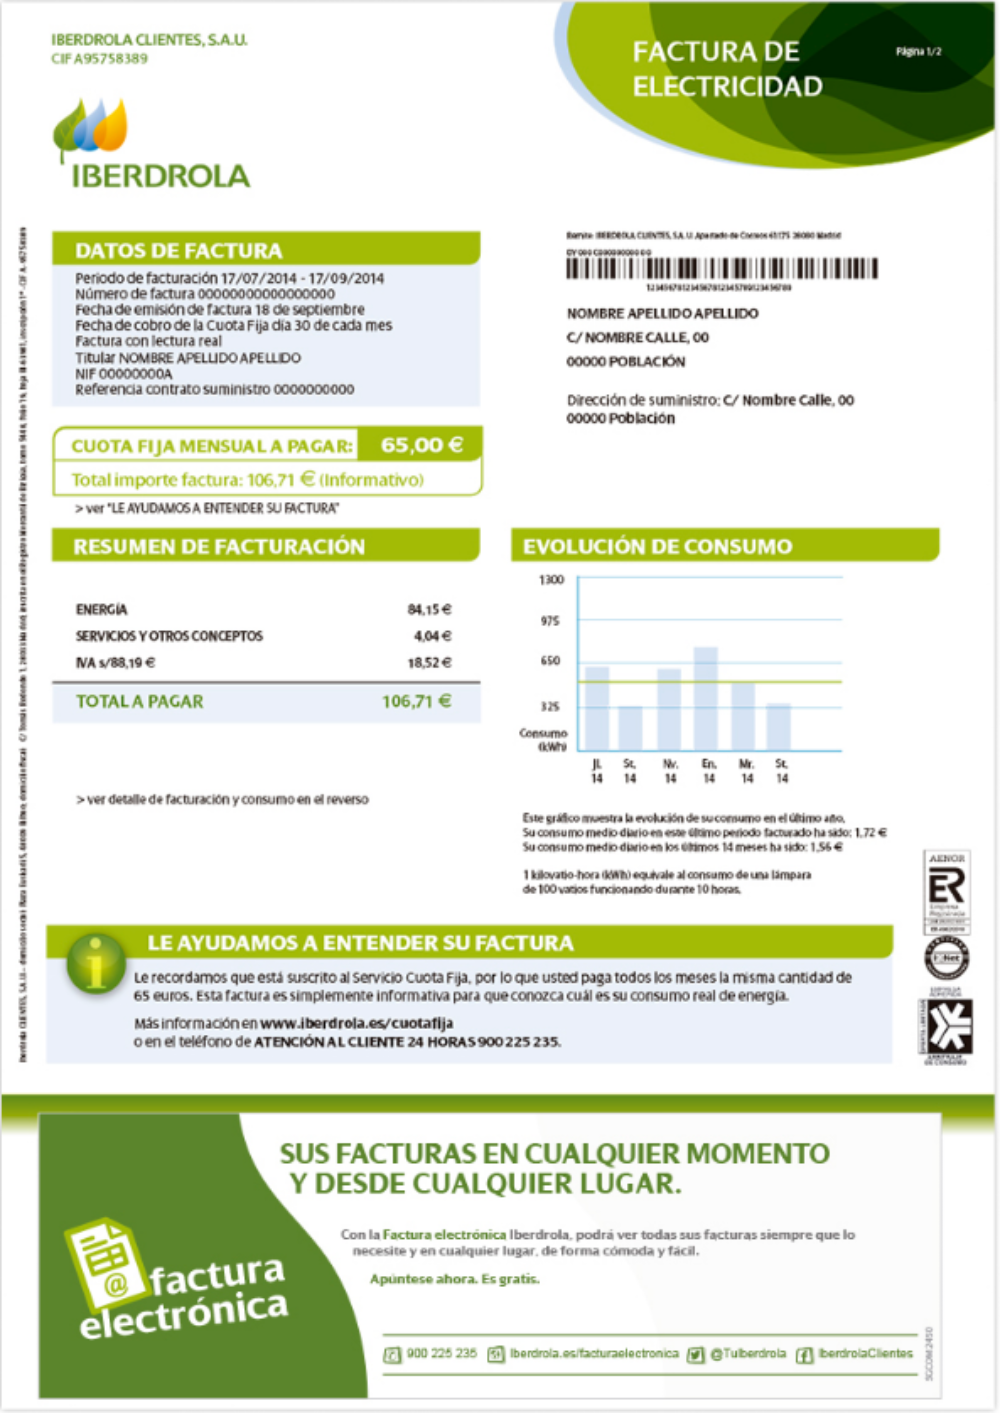 IBERDROLA CLIENTES, S.A.U.
CIF A95758389
FACTURA DE
ELECTRICIDAD
Página 1/2
IBERDROLA
DATOS DE FACTURA
Periodo de facturación 17/07/2014 - 17/09/2014
Número de factura 00000000000000000
Fecha de emisión de factura 18 de septiembre
Fecha de cobro de la Cuota Fija día 30 de cada mes
Factura con lectura real
Titular NOMBRE APELLIDO APELLIDO
NIF 00000000A
Referencia contrato suministro 0000000000
Remite: IBERDROLA CLIENTES, S.A.U. Apartado de Correos 61175 28080 Madrid
NOMBRE APELLIDO APELLIDO
C/ NOMBRE CALLE, 00
00000 POBLACIÓN
Dirección de suministro: C/ Nombre Calle, 00
00000 Población
CUOTA FIJA MENSUAL A PAGAR: 65,00 €
Total importe factura: 106,71 € (Informativo)
> ver "LE AYUDAMOS A ENTENDER SU FACTURA"
RESUMEN DE FACTURACIÓN
ENERGÍA 84,15 €
SERVICIOS Y OTROS CONCEPTOS 4,04 €
IVA s/88,19 € 18,52 €
TOTAL A PAGAR 106,71 €
> ver detalle de facturación y consumo en el reverso
EVOLUCIÓN DE CONSUMO
1300
975
650
325
Consumo
(kWh)
Jl. St. Nv. En. Mr. St.
14 14 14 14 14 14
Este gráfico muestra la evolución de su consumo en el último año.
Su consumo medio diario en este último periodo facturado ha sido: 1,72 €
Su consumo medio diario en los últimos 14 meses ha sido: 1,56 €
1 kilovatio-hora (kWh) equivale al consumo de una lámpara
de 100 vatios funcionando durante 10 horas.
AENOR
ER
Empresa
Registrada
IQNet
ARBITRAJE
DE CONSUMO
i
LE AYUDAMOS A ENTENDER SU FACTURA
Le recordamos que está suscrito al Servicio Cuota Fija, por lo que usted paga todos los meses la misma cantidad de
65 euros. Esta factura es simplemente informativa para que conozca cuál es su consumo real de energía.
Más información en www.iberdrola.es/cuotafija
o en el teléfono de ATENCIÓN AL CLIENTE 24 HORAS 900 225 235.
SUS FACTURAS EN CUALQUIER MOMENTO
Y DESDE CUALQUIER LUGAR.
Con la Factura electrónica Iberdrola, podrá ver todas sus facturas siempre que lo
necesite y en cualquier lugar, de forma cómoda y fácil.
Apúntese ahora. Es gratis.
@ factura
electrónica
900 225 235 Iberdrola.es/facturaelectronica @TuIberdrola IberdrolaClientes